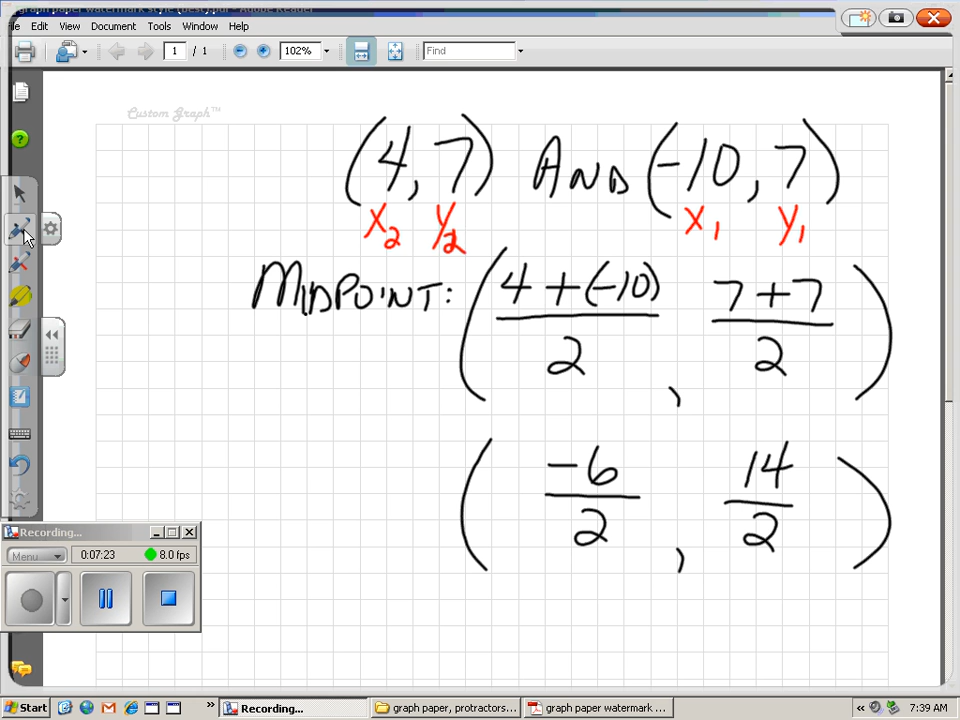 graph paper watermark style (best).pdf - Adobe Reader
File Edit View Document Tools Window Help
1 / 1 102% Find
Custom Graph™
(4, 7) AND (-10, 7)
x₂ y₂ x₁ y₁
MIDPOINT: (4 + (-10) / 2 , 7 + 7 / 2)
(-6 / 2 , 14 / 2)
Recording...
Menu 0:07:23 8.0 fps
Start » Recording... graph paper, protractors... graph paper watermark ... « 7:39 AM